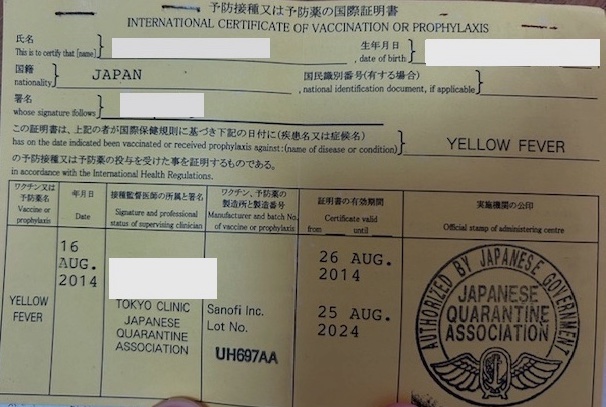 予防接種又は予防薬の国際証明書
INTERNATIONAL CERTIFICATE OF VACCINATION OR PROPHYLAXIS
氏名
This is to certify that [name]
生年月日
, date of birth
国籍
nationality
JAPAN
国民識別番号(有する場合)
, national identification document, if applicable
署名
whose signature follows
この証明書は、上記の者が国際保健規則に基づき下記の日付に(疾患名又は症候名)
has on the date indicated been vaccinated or received prophylaxis against: (name of disease or condition)
YELLOW FEVER
の予防接種又は予防薬の投与を受けた事を証明するものである。
in accordance with the International Health Regulations.
ワクチン又は
予防薬名
Vaccine or
prophylaxis
年月日
Date
接種監督医師の所属と署名
Signature and professional
status of supervising clinician
ワクチン、予防薬の
製造所と製造番号
Manufacturer and batch No.
of vaccine or prophylaxis
証明書の有効期間
Certificate valid
from until
実施機関の公印
Official stamp of administering centre
YELLOW
FEVER
16
AUG.
2014
TOKYO CLINIC
JAPANESE
QUARANTINE
ASSOCIATION
Sanofi Inc.
Lot No.
UH697AA
26 AUG.
2014
25 AUG.
2024
AUTHORIZED BY JAPANESE GOVERNMENT
JAPANESE
QUARANTINE
ASSOCIATION